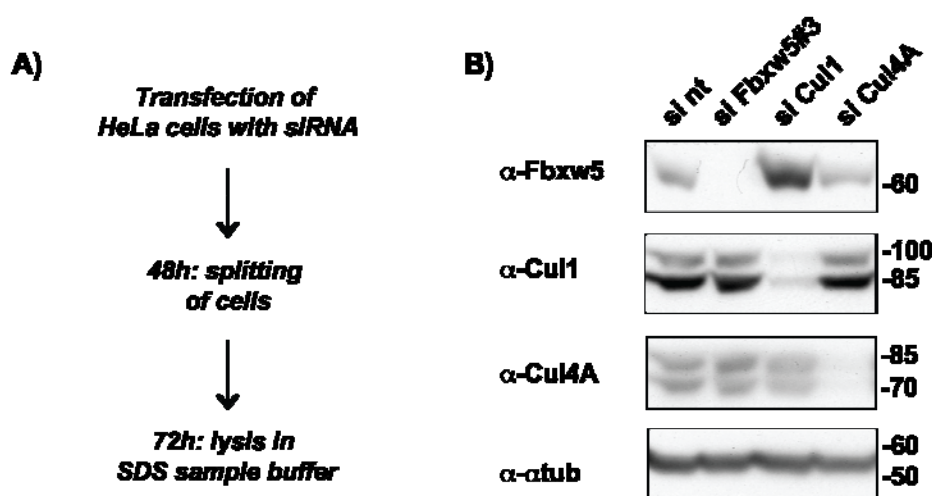 A)
Transfection of
HeLa cells with siRNA
48h: splitting
of cells
72h: lysis in
SDS sample buffer
B)
si nt
si Fbxw5#3
si Cul1
si Cul4A
α-Fbxw5
-60
α-Cul1
-100
-85
α-Cul4A
-85
-70
α-αtub
-60
-50